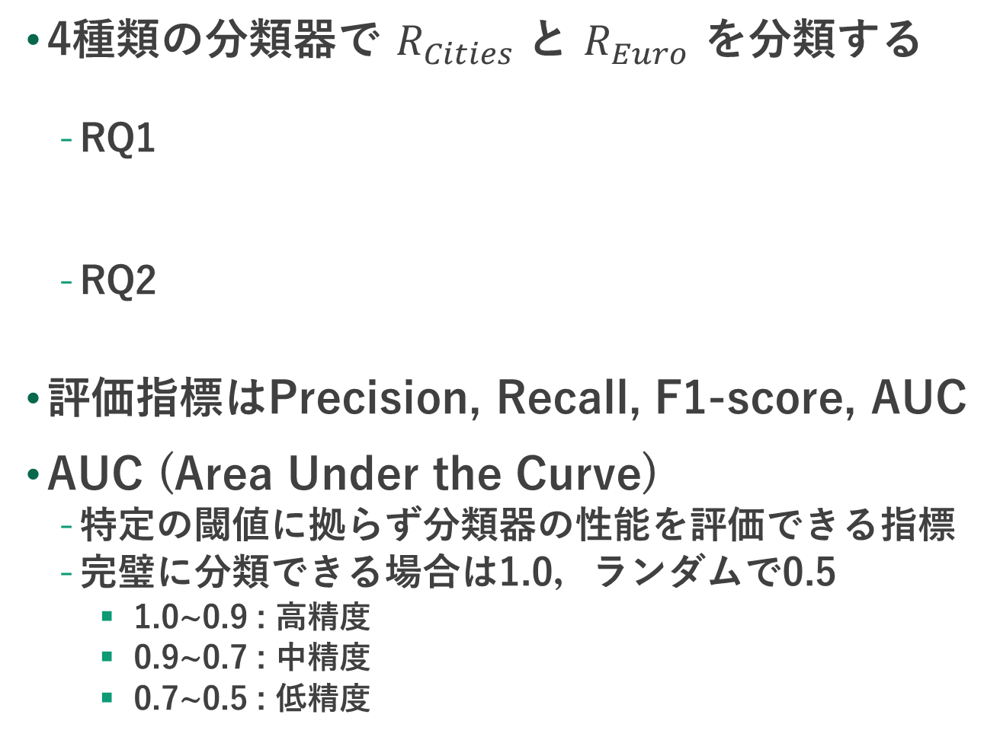 • 4種類の分類器で R_Cities と R_Euro を分類する
- RQ1
- RQ2
• 評価指標はPrecision, Recall, F1-score, AUC
• AUC (Area Under the Curve)
- 特定の閾値に拠らず分類器の性能を評価できる指標
- 完璧に分類できる場合は1.0, ランダムで0.5
▪ 1.0~0.9 : 高精度
▪ 0.9~0.7 : 中精度
▪ 0.7~0.5 : 低精度